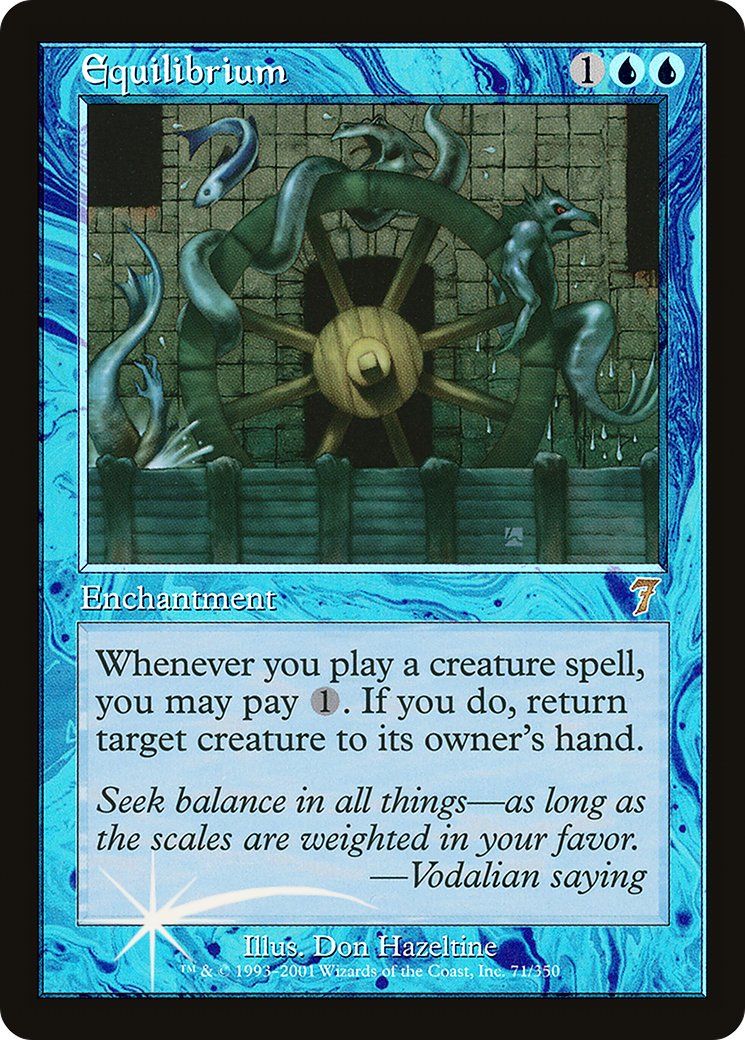 Equilibrium 1
Enchantment 7
Whenever you play a creature spell,
you may pay 1. If you do, return
target creature to its owner's hand.
Seek balance in all things—as long as
the scales are weighted in your favor.
—Vodalian saying
Illus. Don Hazeltine
™ & © 1993–2001 Wizards of the Coast, Inc. 71/350